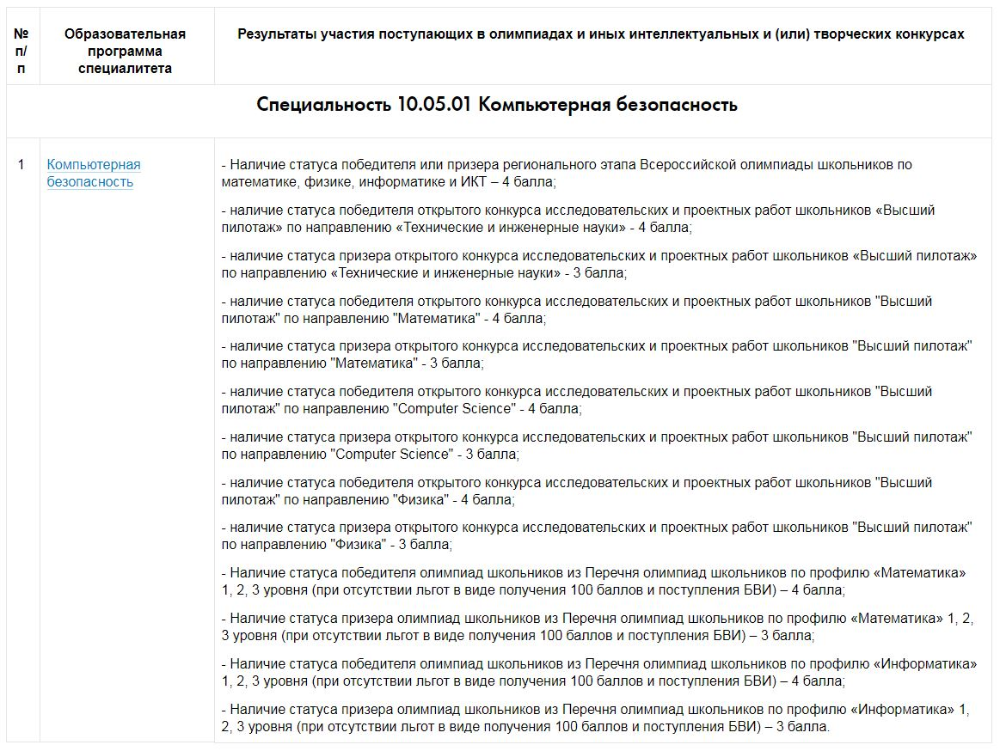 №
п/
п
Образовательная
программа
специалитета
Результаты участия поступающих в олимпиадах и иных интеллектуальных и (или) творческих конкурсах
Специальность 10.05.01 Компьютерная безопасность
1
Компьютерная
безопасность
- Наличие статуса победителя или призера регионального этапа Всероссийской олимпиады школьников по
математике, физике, информатике и ИКТ – 4 балла;
- наличие статуса победителя открытого конкурса исследовательских и проектных работ школьников «Высший
пилотаж» по направлению «Технические и инженерные науки» - 4 балла;
- наличие статуса призера открытого конкурса исследовательских и проектных работ школьников «Высший пилотаж»
по направлению «Технические и инженерные науки» - 3 балла;
- наличие статуса победителя открытого конкурса исследовательских и проектных работ школьников "Высший
пилотаж" по направлению "Математика" - 4 балла;
- наличие статуса призера открытого конкурса исследовательских и проектных работ школьников "Высший пилотаж"
по направлению "Математика" - 3 балла;
- наличие статуса победителя открытого конкурса исследовательских и проектных работ школьников "Высший
пилотаж" по направлению "Computer Science" - 4 балла;
- наличие статуса призера открытого конкурса исследовательских и проектных работ школьников "Высший пилотаж"
по направлению "Computer Science" - 3 балла;
- наличие статуса победителя открытого конкурса исследовательских и проектных работ школьников "Высший
пилотаж" по направлению "Физика" - 4 балла;
- наличие статуса призера открытого конкурса исследовательских и проектных работ школьников "Высший пилотаж"
по направлению "Физика" - 3 балла;
- Наличие статуса победителя олимпиад школьников из Перечня олимпиад школьников по профилю «Математика»
1, 2, 3 уровня (при отсутствии льгот в виде получения 100 баллов и поступления БВИ) – 4 балла;
- Наличие статуса призера олимпиад школьников из Перечня олимпиад школьников по профилю «Математика» 1, 2,
3 уровня (при отсутствии льгот в виде получения 100 баллов и поступления БВИ) – 3 балла;
- Наличие статуса победителя олимпиад школьников из Перечня олимпиад школьников по профилю «Информатика»
1, 2, 3 уровня (при отсутствии льгот в виде получения 100 баллов и поступления БВИ) – 4 балла;
- Наличие статуса призера олимпиад школьников из Перечня олимпиад школьников по профилю «Информатика» 1,
2, 3 уровня (при отсутствии льгот в виде получения 100 баллов и поступления БВИ) – 3 балла.